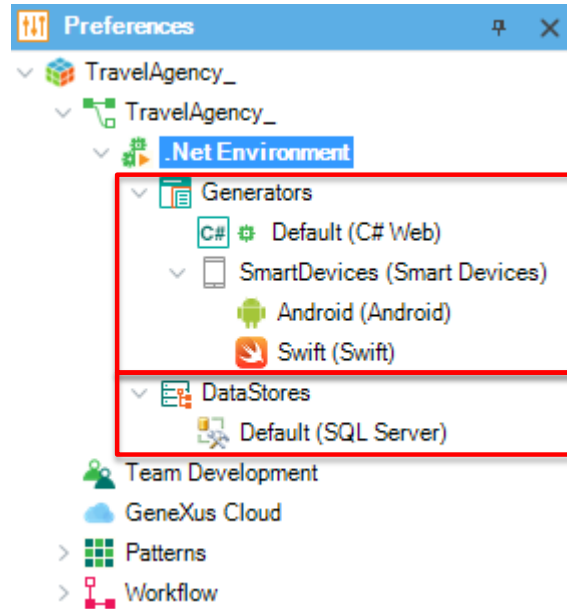 Preferences
TravelAgency_
TravelAgency_
.Net Environment
Generators
C# Default (C# Web)
SmartDevices (Smart Devices)
Android (Android)
Swift (Swift)
DataStores
Default (SQL Server)
Team Development
GeneXus Cloud
Patterns
Workflow